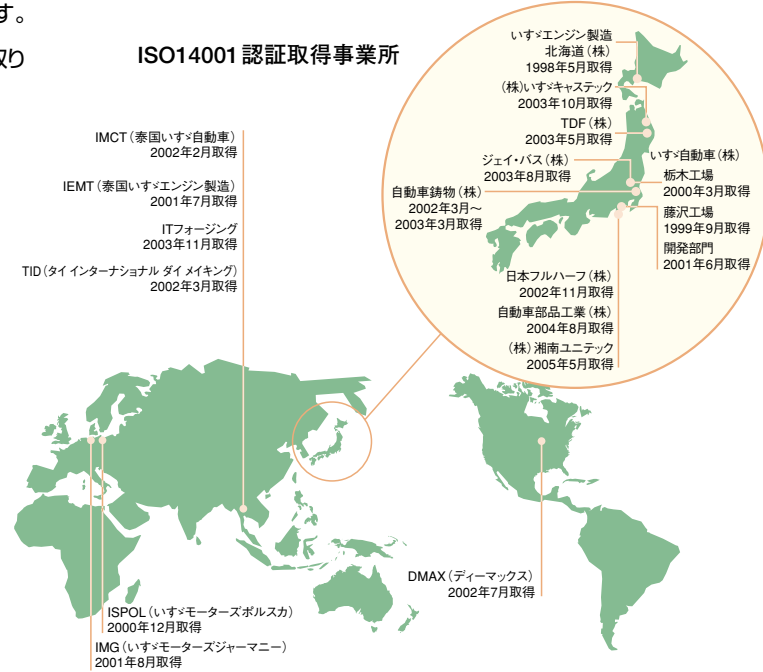 す。
取り
ISO14001 認証取得事業所
いすゞエンジン製造
北海道（株）
1998年5月取得
（株）いすゞキャステック
2003年10月取得
TDF（株）
2003年5月取得
ジェイ・バス（株）
2003年8月取得
自動車鋳物（株）
2002年3月～
2003年3月取得
いすゞ自動車（株）
栃木工場
2000年3月取得
藤沢工場
1999年9月取得
開発部門
2001年6月取得
日本フルハーフ（株）
2002年11月取得
自動車部品工業（株）
2004年8月取得
（株）湘南ユニテック
2005年5月取得
IMCT（泰国いすゞ自動車）
2002年2月取得
IEMT（泰国いすゞエンジン製造）
2001年7月取得
ITフォージング
2003年11月取得
TID（タイ インターナショナル ダイ メイキング）
2002年3月取得
DMAX（ディーマックス）
2002年7月取得
ISPOL（いすゞモーターズポルスカ）
2000年12月取得
IMG（いすゞモーターズジャーマニー）
2001年8月取得